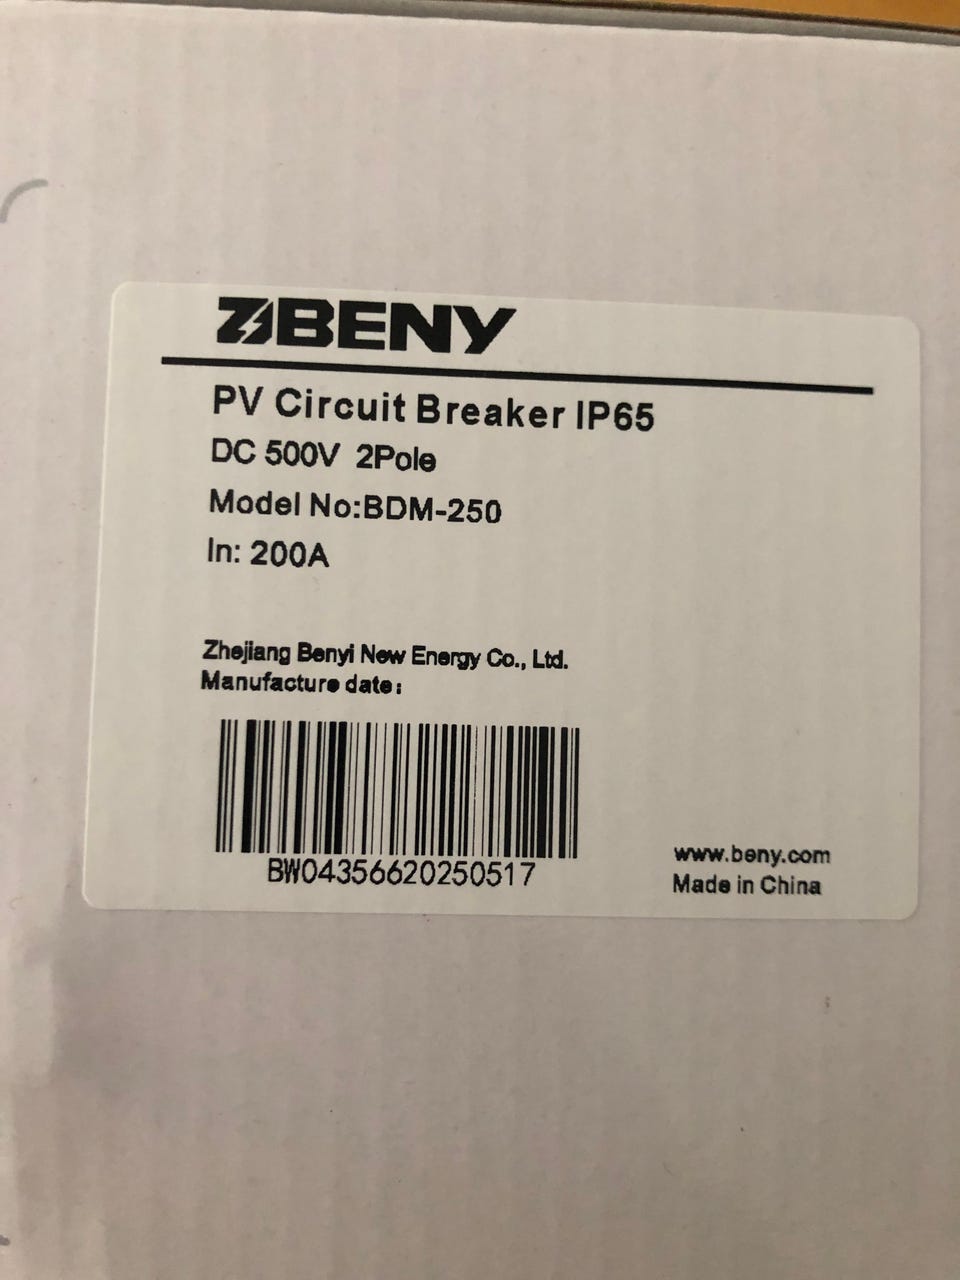 ZBENY
PV Circuit Breaker IP65
DC 500V 2Pole
Model No:BDM-250
In: 200A
Zhejiang Benyi New Energy Co., Ltd.
Manufacture date:
BW04356620250517
www.beny.com
Made in China